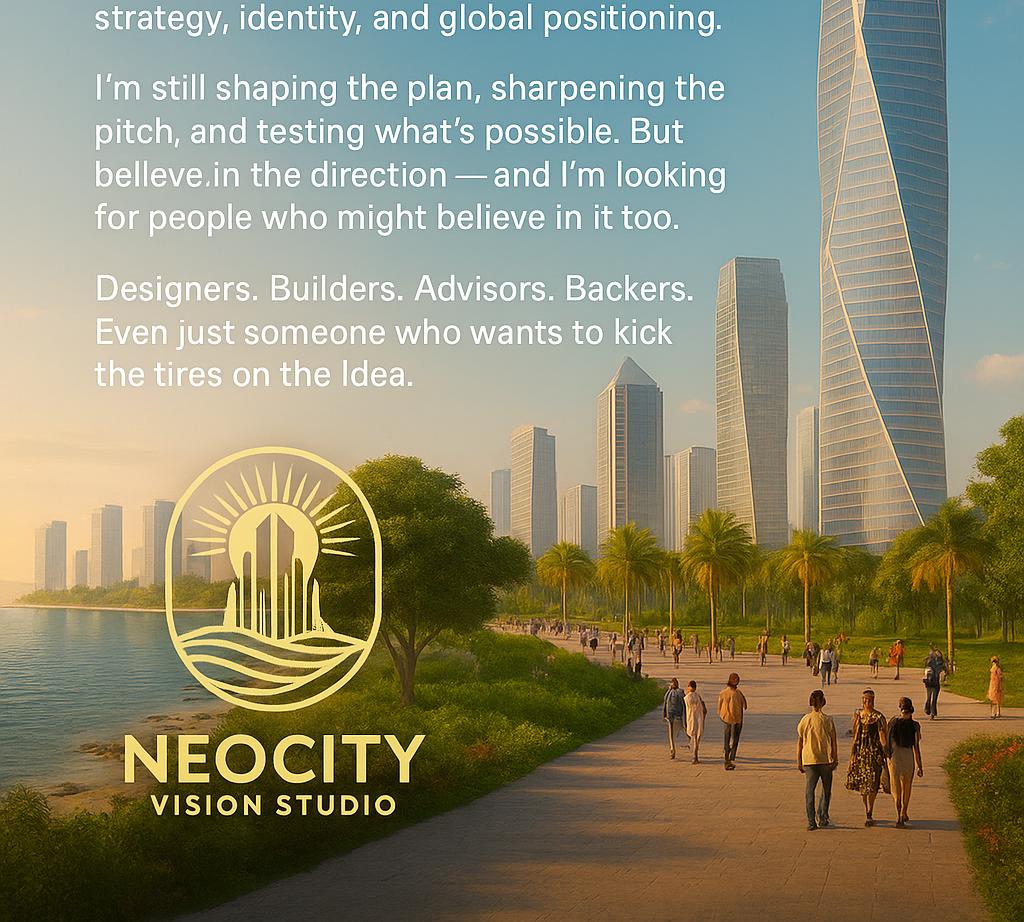 strategy, identity, and global positioning.
I'm still shaping the plan, sharpening the
pitch, and testing what's possible. But
belleve.in the direction — and I'm looking
for people who might believe in it too.
Designers. Builders. Advisors. Backers.
Even just someone who wants to kick
the tires on the Idea.
NEOCITY
VISION STUDIO